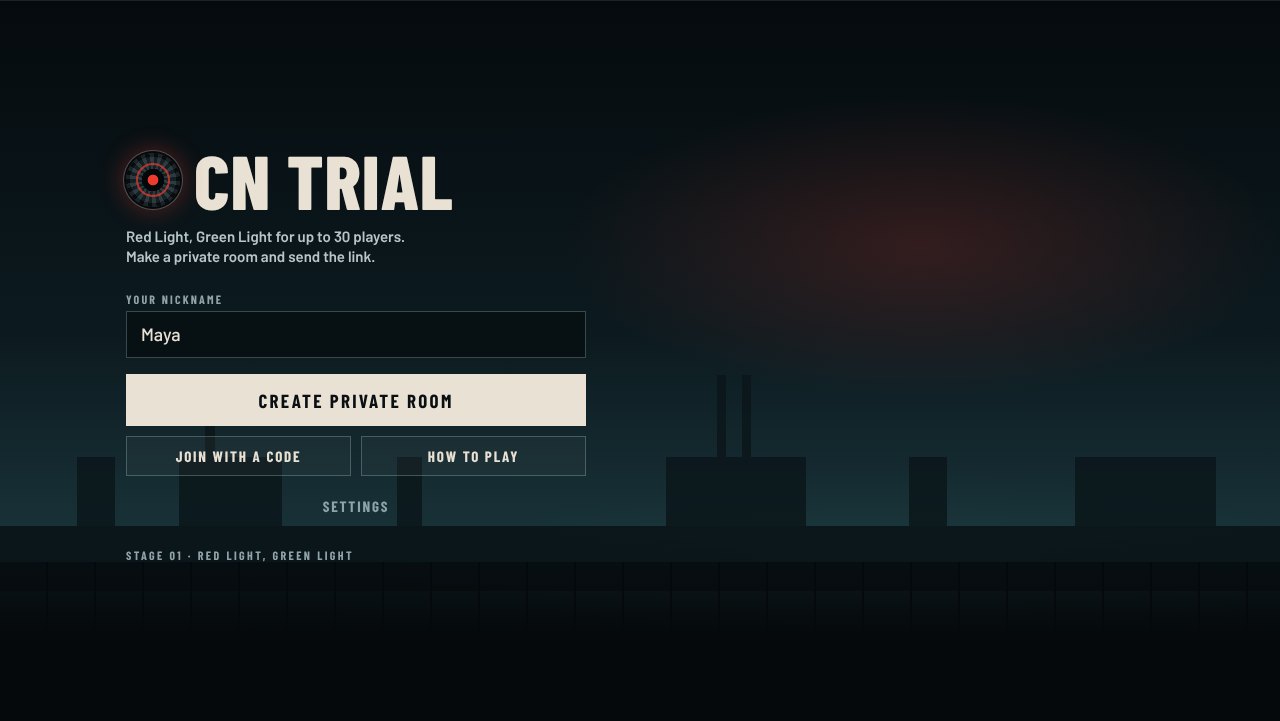 CN TRIAL
Red Light, Green Light for up to 30 players.
Make a private room and send the link.
YOUR NICKNAME
Maya
CREATE PRIVATE ROOM
JOIN WITH A CODE
HOW TO PLAY
SETTINGS
STAGE 01 · RED LIGHT, GREEN LIGHT